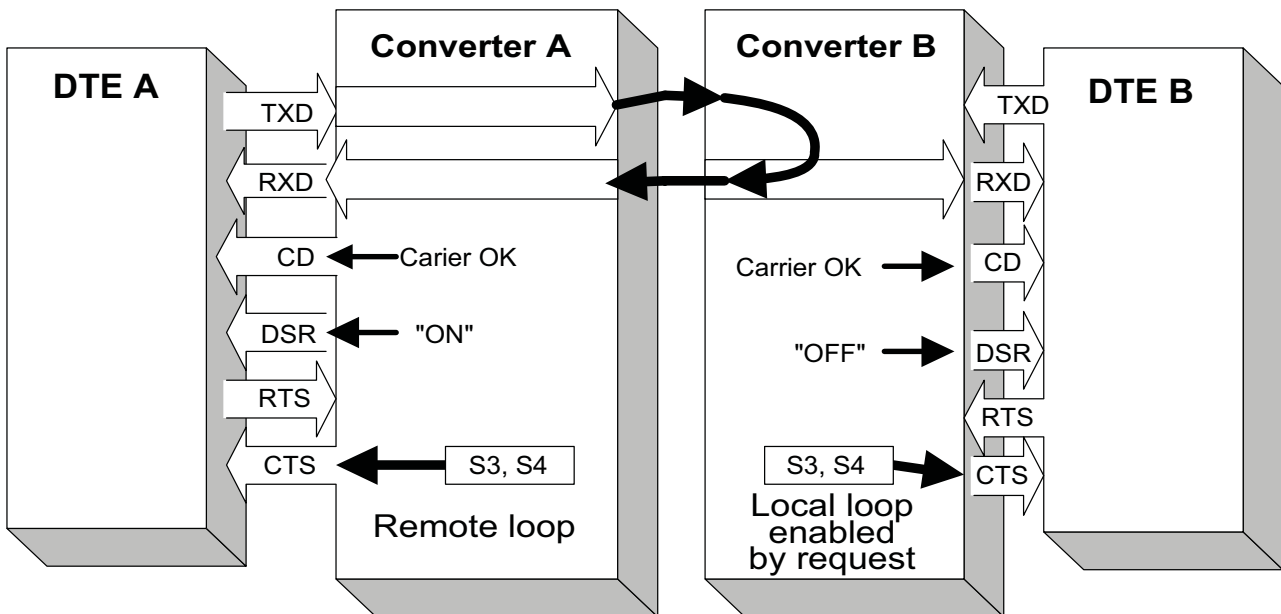 Converter A
Converter B
DTE A
DTE B
TXD
TXD
RXD
RXD
CD
Carier OK
Carrier OK
CD
DSR
"ON"
"OFF"
DSR
RTS
RTS
CTS
S3, S4
S3, S4
CTS
Remote loop
Local loop
enabled
by request